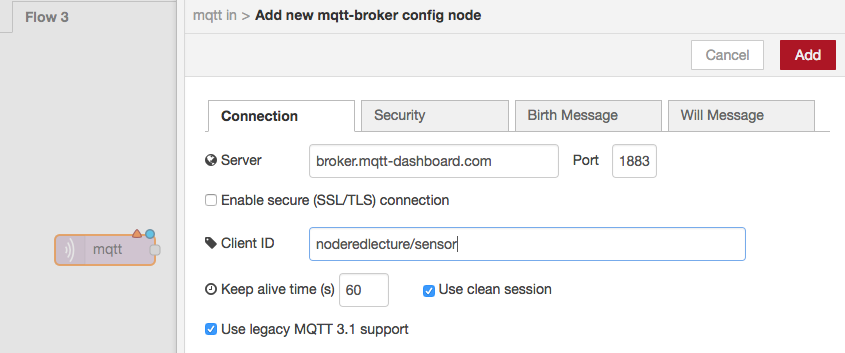 Flow 3
mqtt in > Add new mqtt-broker config node
Cancel
Add
Connection
Security
Birth Message
Will Message
Server
broker.mqtt-dashboard.com
Port
1883
Enable secure (SSL/TLS) connection
mqtt
Client ID
noderedlecture/sensor
Keep alive time (s)
60
Use clean session
Use legacy MQTT 3.1 support